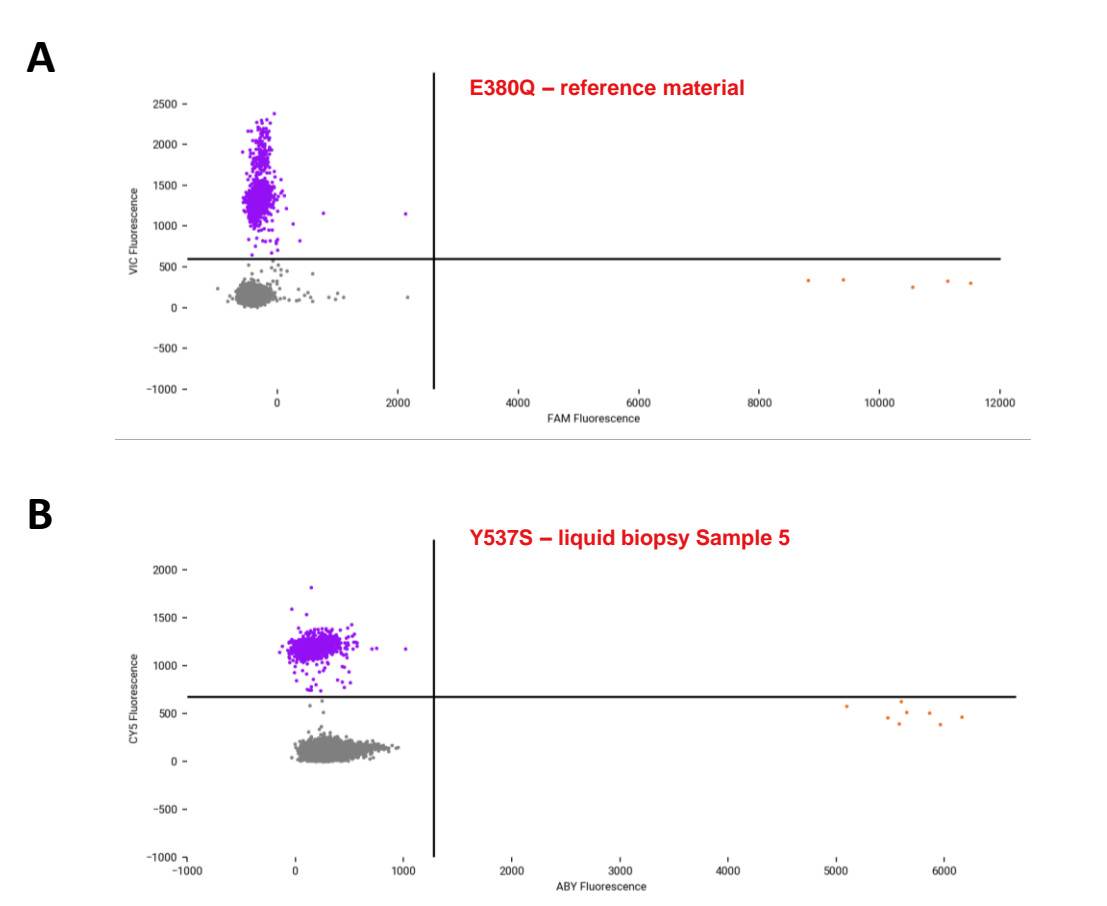 A
E380Q – reference material
2500
2000
1500
1000
500
0
−500
−1000
VIC Fluorescence
0 2000 4000 6000 8000 10000 12000
FAM Fluorescence
B
Y537S – liquid biopsy Sample 5
2000
1500
1000
500
0
−500
−1000
CY5 Fluorescence
−1000 0 1000 2000 3000 4000 5000 6000
ABY Fluorescence